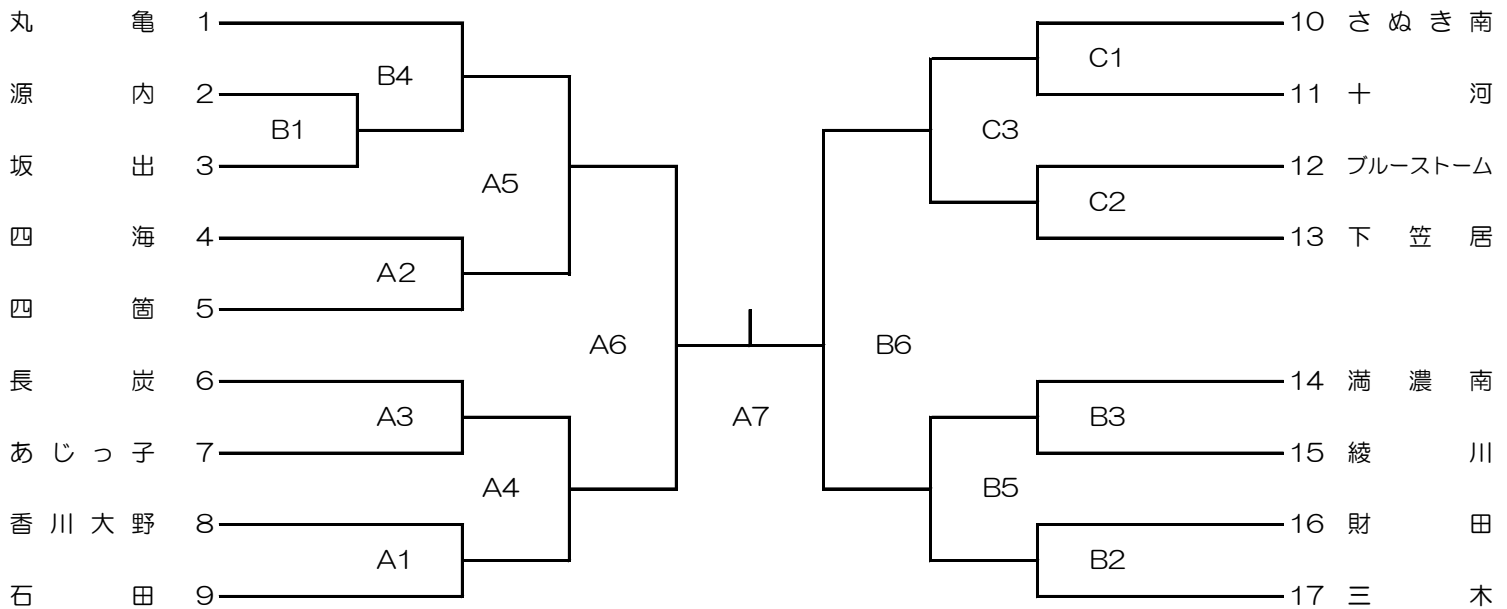 丸亀 1
10 さぬき南
C1
B4
源内 2
11 十河
B1
C3
坂出 3
12 ブルーストーム
A5
C2
四海 4
13 下笠居
A2
四箇 5
A6
B6
長炭 6
14 満濃南
A3
A7
B3
あじっ子 7
15 綾川
A4
B5
香川大野 8
16 財田
A1
B2
石田 9
17 三木